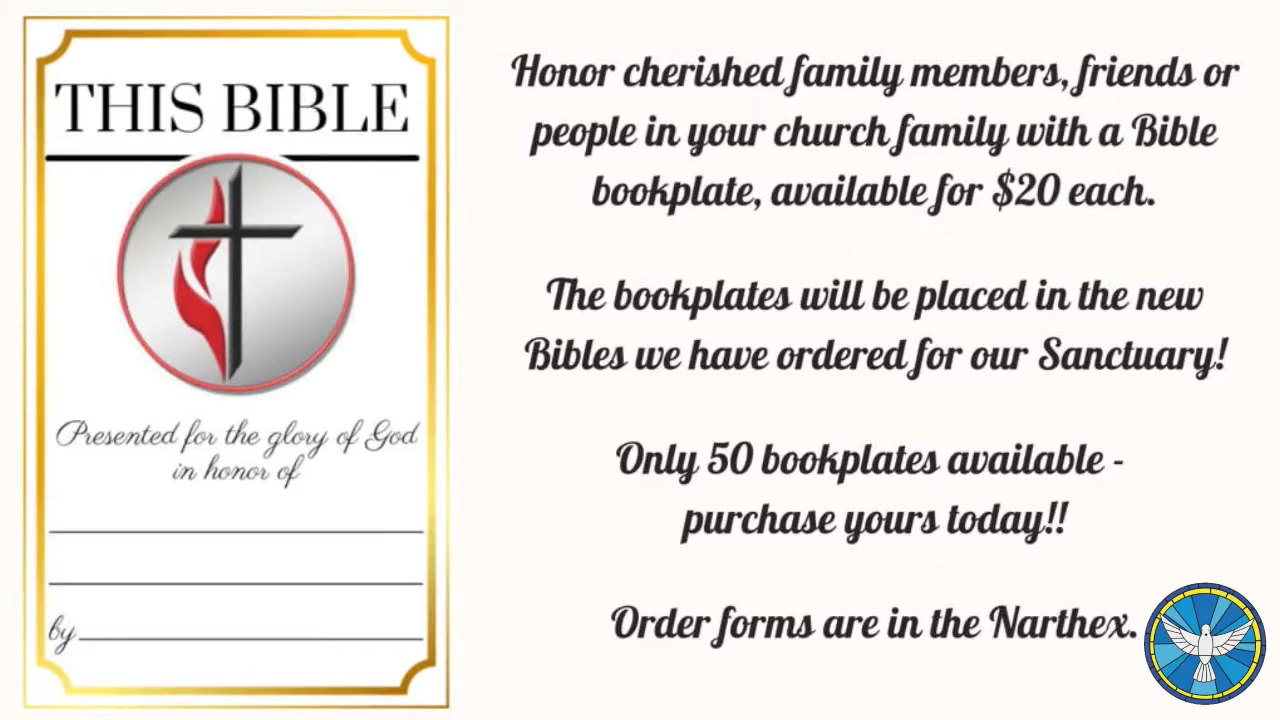 THIS BIBLE
Presented for the glory of God
in honor of
by
Honor cherished family members, friends or
people in your church family with a Bible
bookplate, available for $20 each.
The bookplates will be placed in the new
Bibles we have ordered for our Sanctuary!
Only 50 bookplates available -
purchase yours today!!
Order forms are in the Narthex.